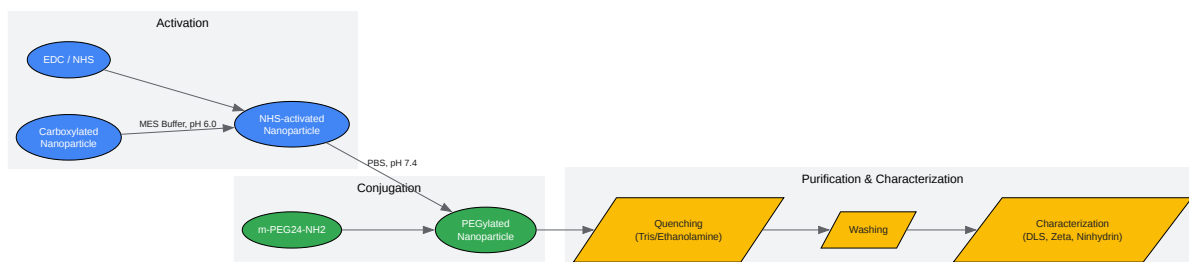 Activation
EDC / NHS
Carboxylated
Nanoparticle
MES Buffer, pH 6.0
NHS-activated
Nanoparticle
PBS, pH 7.4
Conjugation
m-PEG24-NH2
PEGylated
Nanoparticle
Purification & Characterization
Quenching
(Tris/Ethanolamine)
Washing
Characterization
(DLS, Zeta, Ninhydrin)